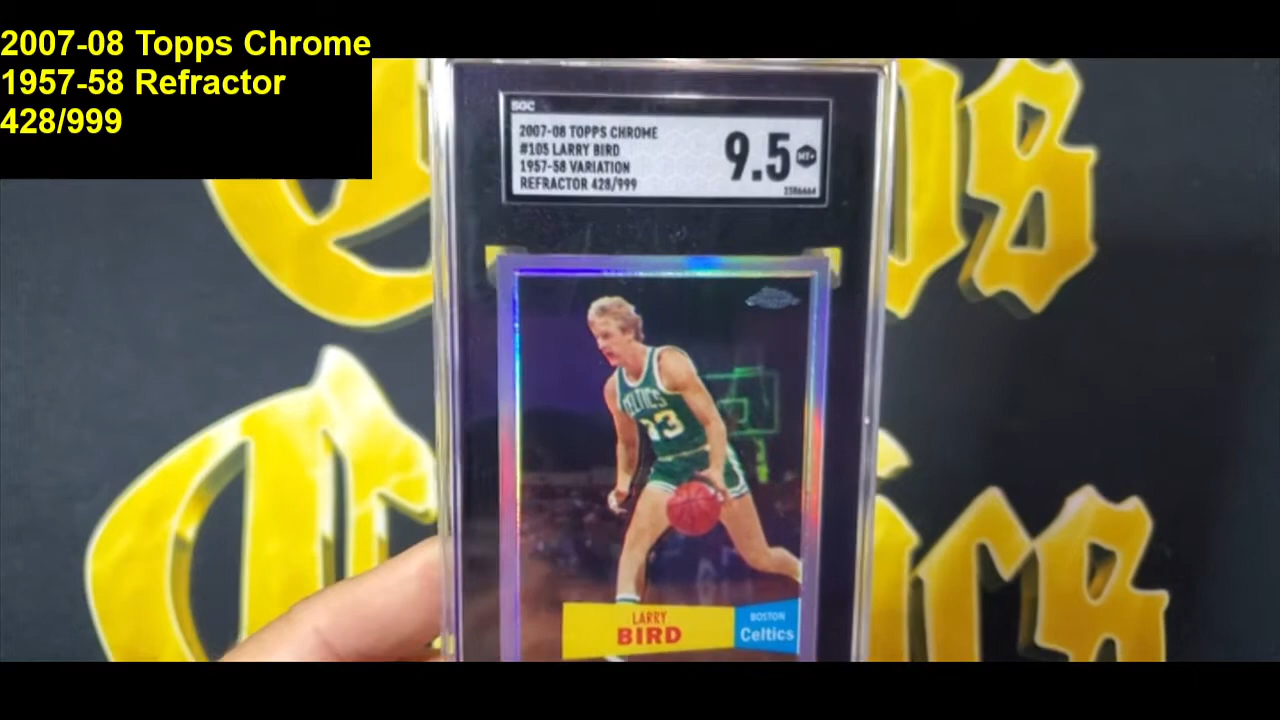 2007-08 Topps Chrome
1957-58 Refractor
428/999
SGC
2007-08 TOPPS CHROME
#105 LARRY BIRD
1957-58 VARIATION
REFRACTOR 428/999
9.5
MT+
2586664
CELTICS
33
LARRY
BIRD
BOSTON
Celtics